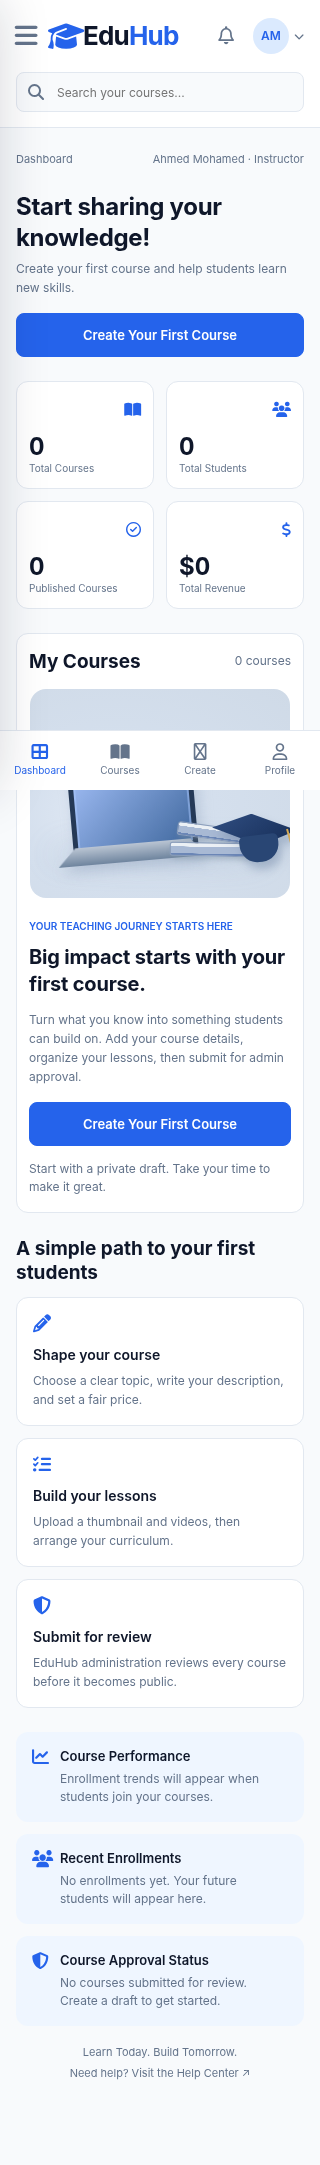 EduHub
AM
Search your courses...
Dashboard
Ahmed Mohamed · Instructor
Start sharing your
knowledge!
Create your first course and help students learn
new skills.
Create Your First Course
0
Total Courses
0
Total Students
0
Published Courses
$0
Total Revenue
My Courses
0 courses
Dashboard
Courses
Create
Profile
YOUR TEACHING JOURNEY STARTS HERE
Big impact starts with your
first course.
Turn what you know into something students
can build on. Add your course details,
organize your lessons, then submit for admin
approval.
Create Your First Course
Start with a private draft. Take your time to
make it great.
A simple path to your first
students
Shape your course
Choose a clear topic, write your description,
and set a fair price.
Build your lessons
Upload a thumbnail and videos, then
arrange your curriculum.
Submit for review
EduHub administration reviews every course
before it becomes public.
Course Performance
Enrollment trends will appear when
students join your courses.
Recent Enrollments
No enrollments yet. Your future
students will appear here.
Course Approval Status
No courses submitted for review.
Create a draft to get started.
Learn Today. Build Tomorrow.
Need help? Visit the Help Center ↗